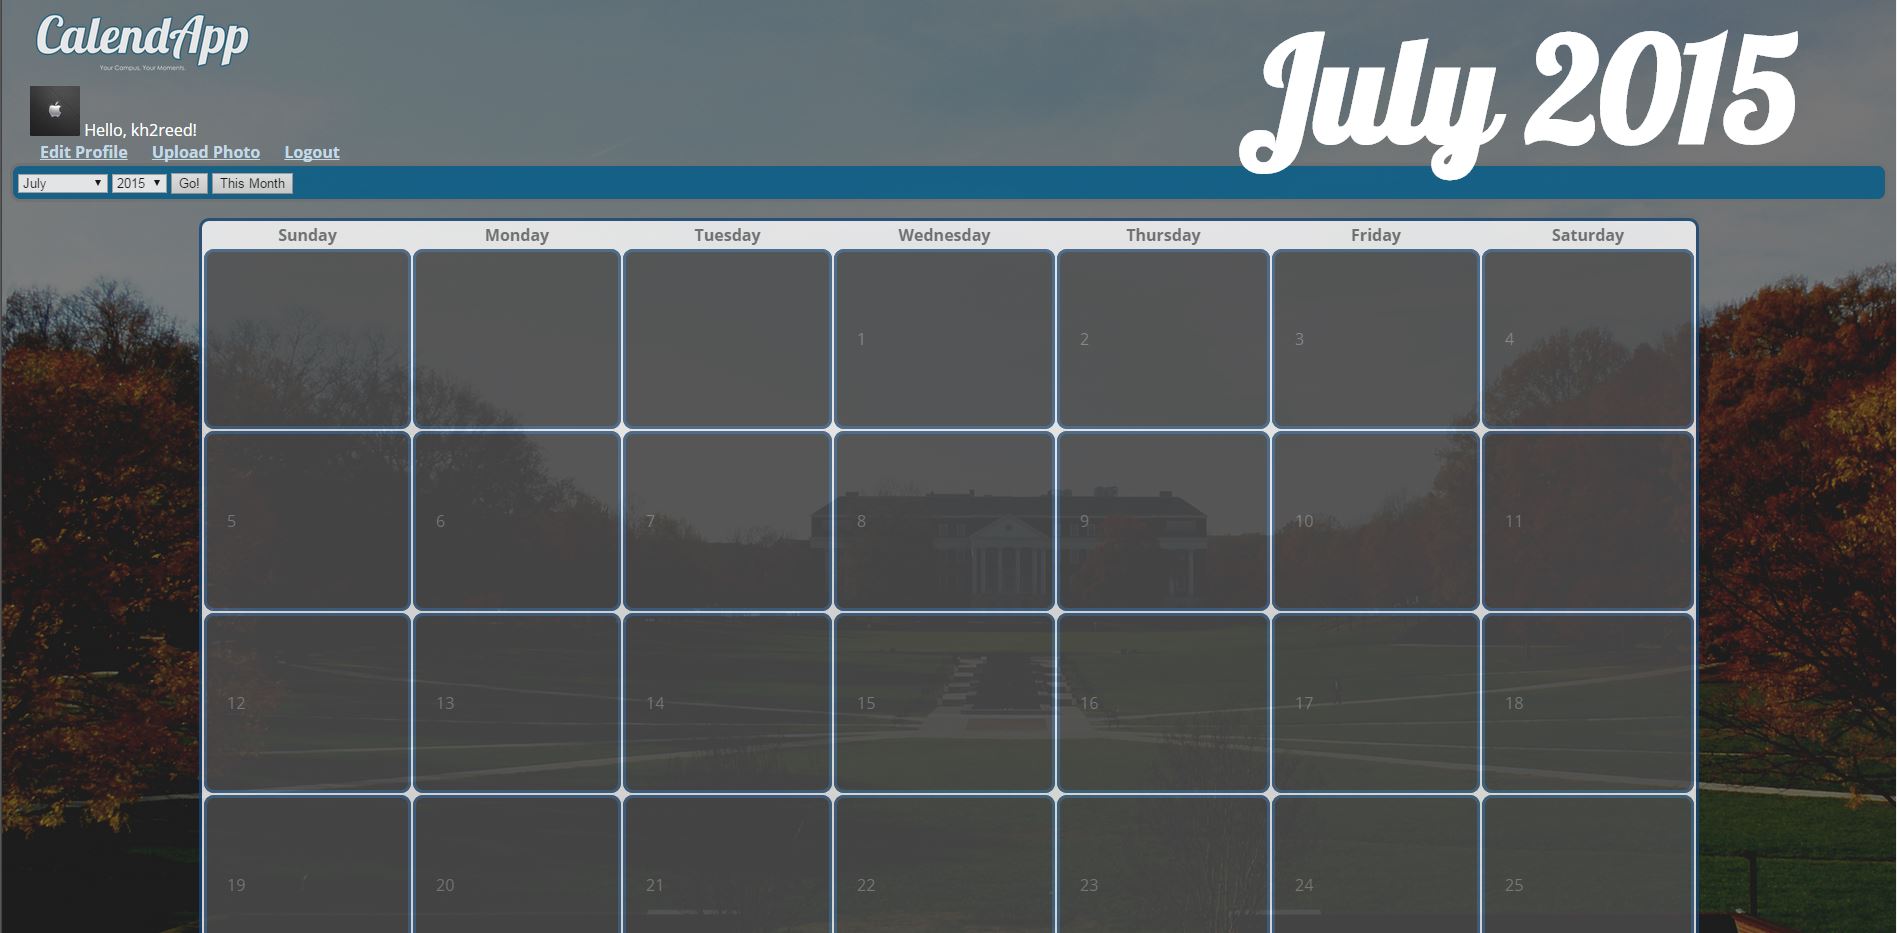 CalendApp
Your Campus. Your Moments.
July 2015
Hello, kh2reed!
Edit Profile Upload Photo Logout
July 2015 Go! This Month
Sunday Monday Tuesday Wednesday Thursday Friday Saturday
1 2 3 4
5 6 7 8 9 10 11
12 13 14 15 16 17 18
19 20 21 22 23 24 25